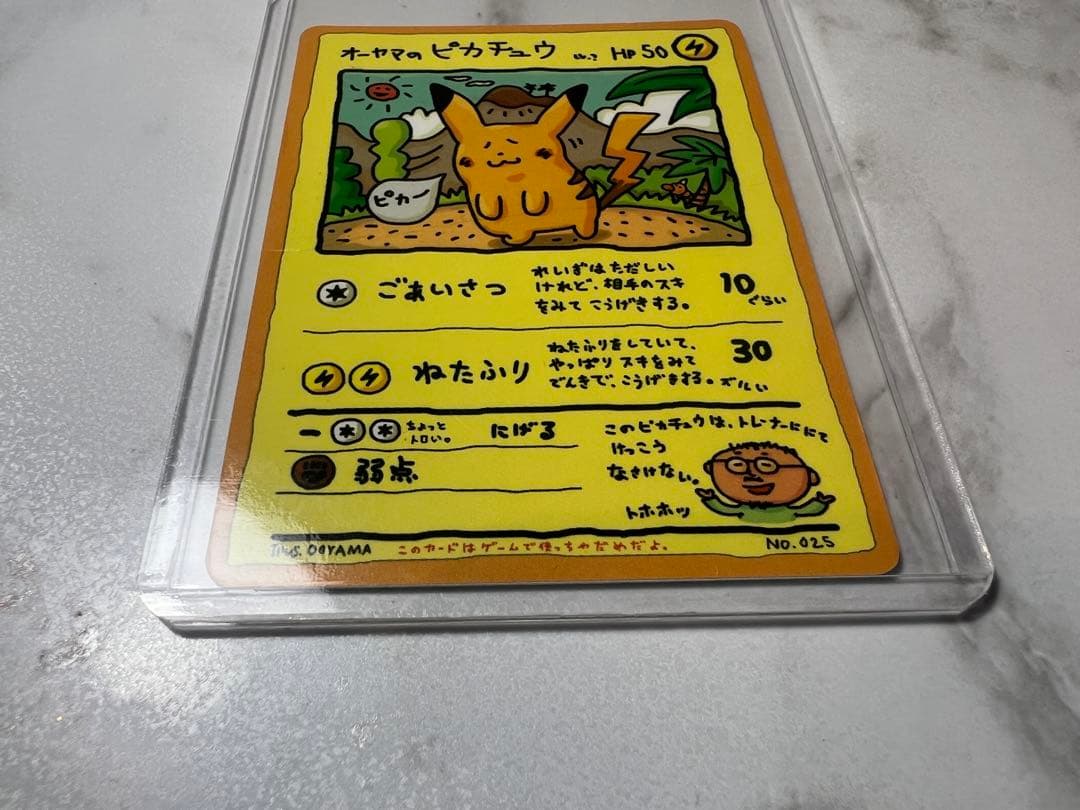 オーヤマの ピカチュウ Lv.? HP 50
ピカー
ごあいさつ
れいぎはただしい
けれど、相手のスキ
をみて こうげきする。
10
ぐらい
ねたふり
ねたふりをしていて、
やっぱり スキをみて
でんきで、こうげきする。ズルい
30
ー
ちょっと
トロい。
にげる
弱点
このピカチュウは、トレーナーににて
けっこう
なさけない。
トホホッ
Illus. OOYAMA
このカードはゲームで使っちゃだめだよ。
NO.025